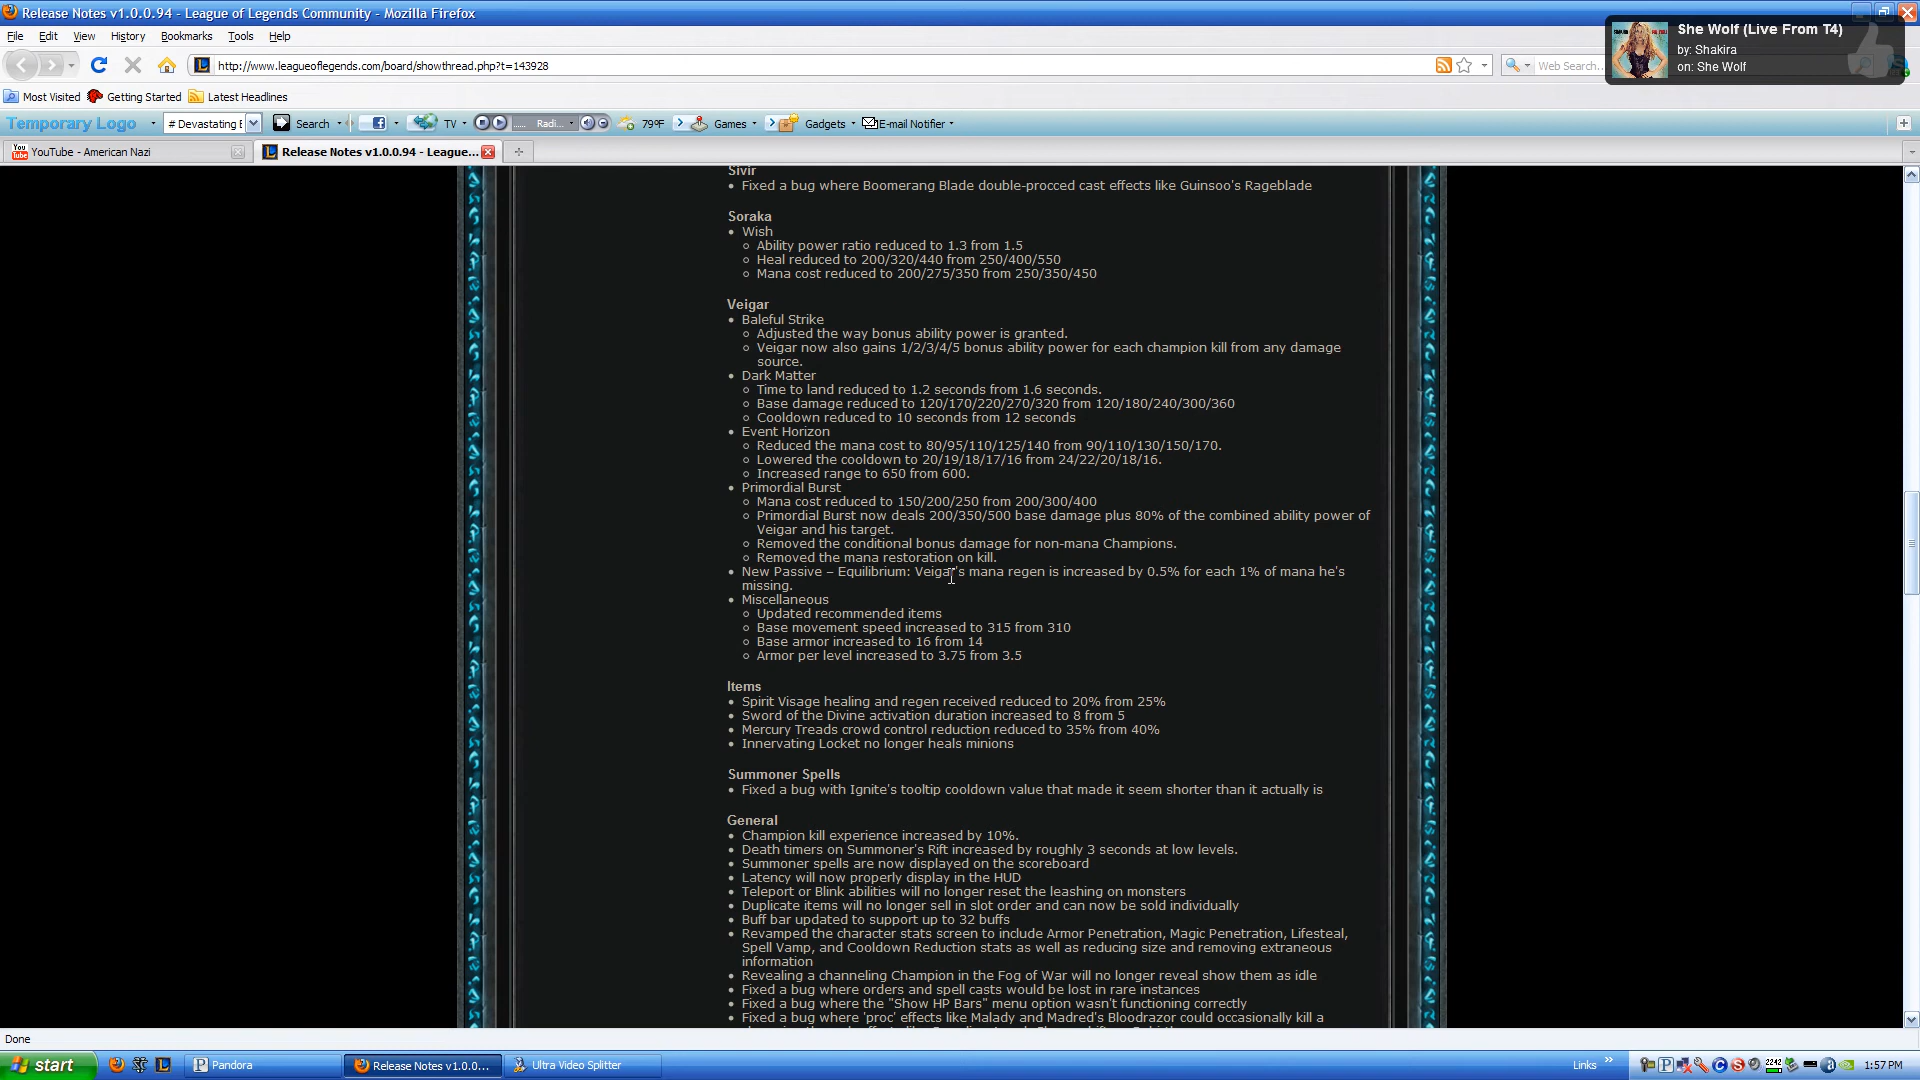 Release Notes v1.0.0.94 - League of Legends Community - Mozilla Firefox
File Edit View History Bookmarks Tools Help
She Wolf (Live From T4)
by: Shakira
on: She Wolf
http://www.leagueoflegends.com/board/showthread.php?t=143928
Web Search...
Most Visited Getting Started Latest Headlines
Temporary Logo # Devastating Search TV Radi... 79°F Games Gadgets E-mail Notifier
YouTube - American Nazi
Release Notes v1.0.0.94 - League...
Sivir
• Fixed a bug where Boomerang Blade double-procced cast effects like Guinsoo's Rageblade
Soraka
• Wish
Ability power ratio reduced to 1.3 from 1.5
Heal reduced to 200/320/440 from 250/400/550
Mana cost reduced to 200/275/350 from 250/350/450
Veigar
• Baleful Strike
Adjusted the way bonus ability power is granted.
Veigar now also gains 1/2/3/4/5 bonus ability power for each champion kill from any damage
source.
• Dark Matter
Time to land reduced to 1.2 seconds from 1.6 seconds.
Base damage reduced to 120/170/220/270/320 from 120/180/240/300/360
Cooldown reduced to 10 seconds from 12 seconds
• Event Horizon
Reduced the mana cost to 80/95/110/125/140 from 90/110/130/150/170.
Lowered the cooldown to 20/19/18/17/16 from 24/22/20/18/16.
Increased range to 650 from 600.
• Primordial Burst
Mana cost reduced to 150/200/250 from 200/300/400
Primordial Burst now deals 200/350/500 base damage plus 80% of the combined ability power of
Veigar and his target.
Removed the conditional bonus damage for non-mana Champions.
Removed the mana restoration on kill.
• New Passive – Equilibrium: Veigar's mana regen is increased by 0.5% for each 1% of mana he's
missing.
• Miscellaneous
Updated recommended items
Base movement speed increased to 315 from 310
Base armor increased to 16 from 14
Armor per level increased to 3.75 from 3.5
Items
• Spirit Visage healing and regen received reduced to 20% from 25%
• Sword of the Divine activation duration increased to 8 from 5
• Mercury Treads crowd control reduction reduced to 35% from 40%
• Innervating Locket no longer heals minions
Summoner Spells
• Fixed a bug with Ignite's tooltip cooldown value that made it seem shorter than it actually is
General
• Champion kill experience increased by 10%.
• Death timers on Summoner's Rift increased by roughly 3 seconds at low levels.
• Summoner spells are now displayed on the scoreboard
• Latency will now properly display in the HUD
• Teleport or Blink abilities will no longer reset the leashing on monsters
• Duplicate items will no longer sell in slot order and can now be sold individually
• Buff bar updated to support up to 32 buffs
• Revamped the character stats screen to include Armor Penetration, Magic Penetration, Lifesteal,
Spell Vamp, and Cooldown Reduction stats as well as reducing size and removing extraneous
information
• Revealing a channeling Champion in the Fog of War will no longer reveal show them as idle
• Fixed a bug where orders and spell casts would be lost in rare instances
• Fixed a bug where the "Show HP Bars" menu option wasn't functioning correctly
• Fixed a bug where 'proc' effects like Malady and Madred's Bloodrazor could occasionally kill a
Done
start Pandora Release Notes v1.0.0... Ultra Video Splitter Links 2242 1:57 PM